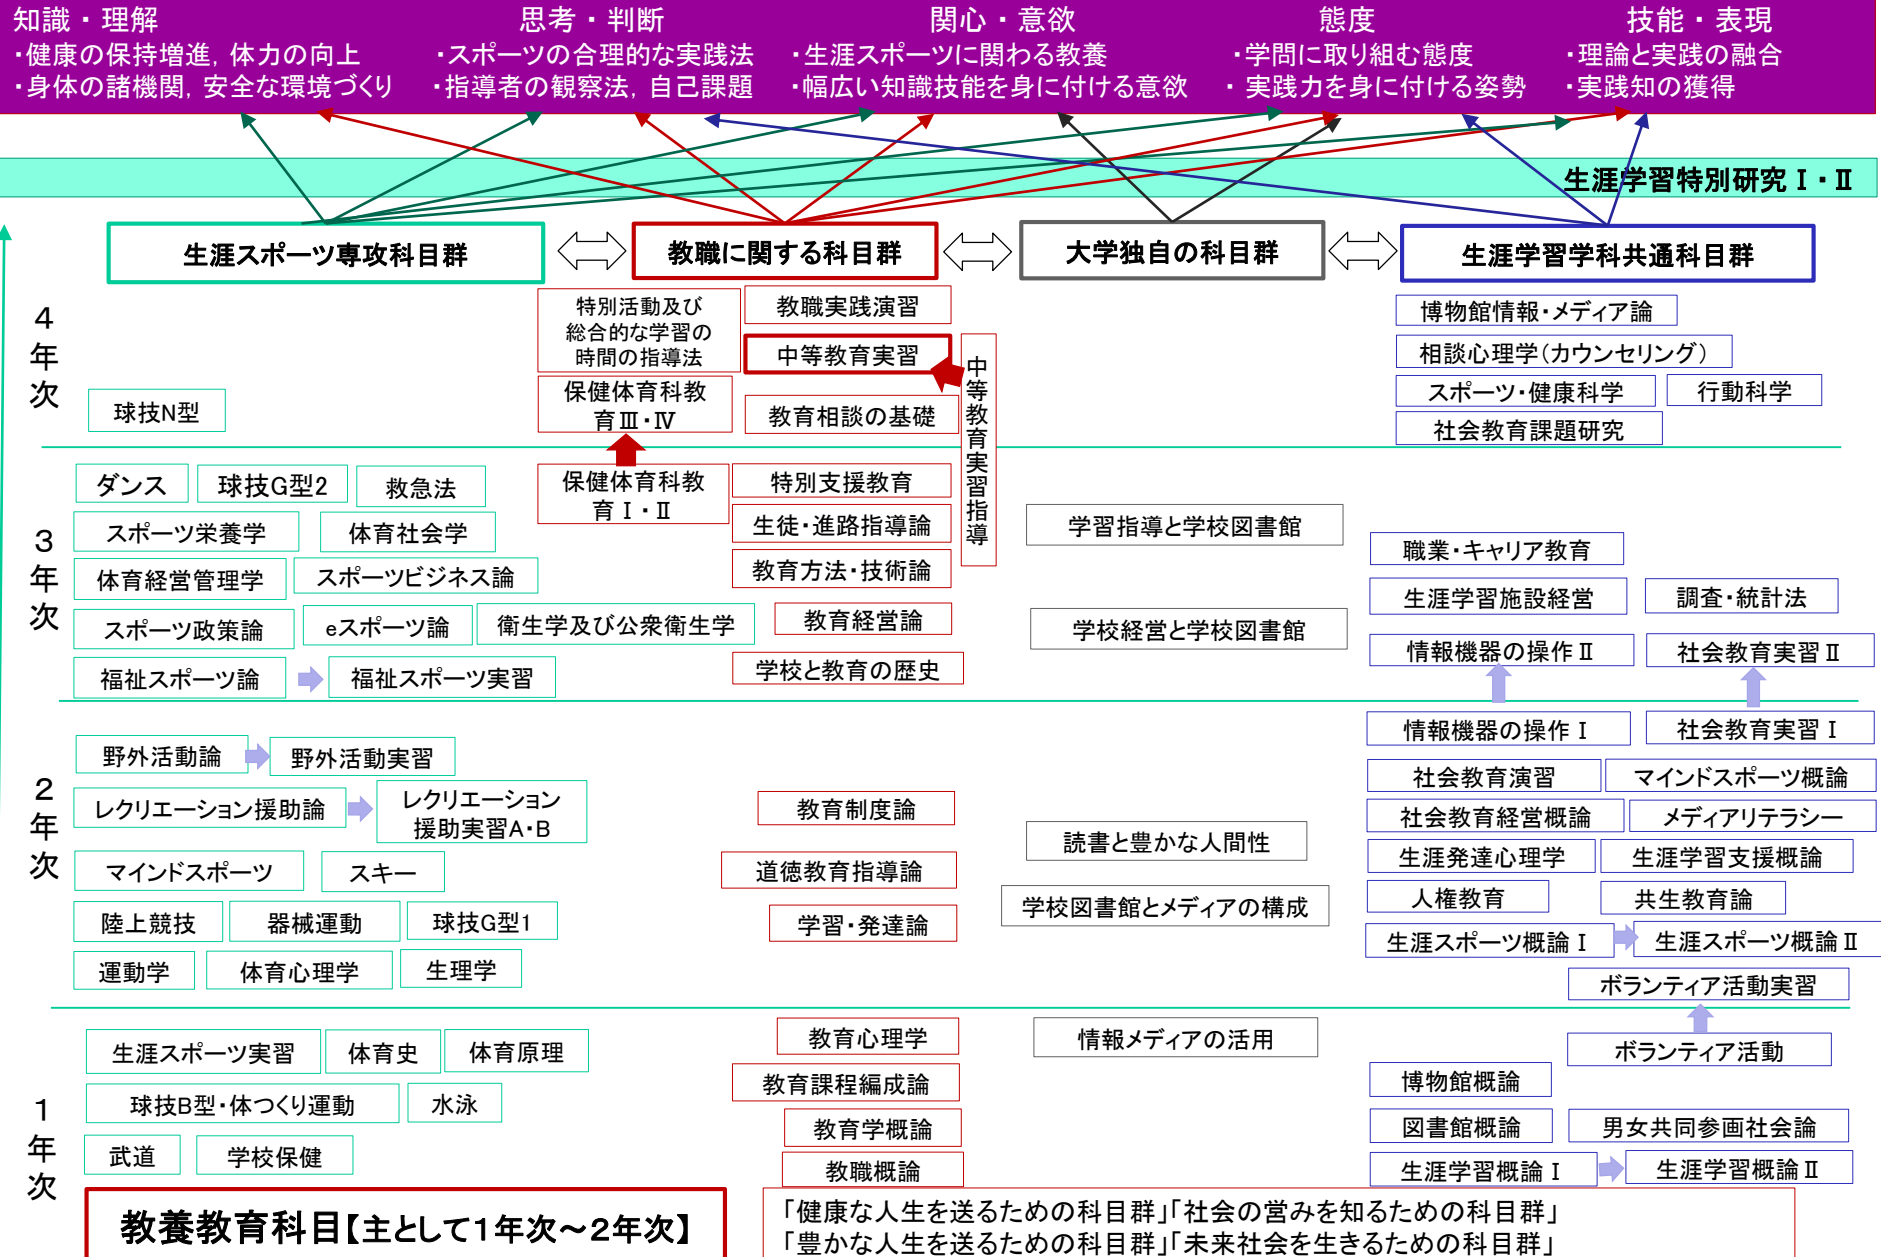 知識・理解
・健康の保持増進, 体力の向上
・身体の諸機関, 安全な環境づくり
思考・判断
・スポーツの合理的な実践法
・指導者の観察法, 自己課題
関心・意欲
・生涯スポーツに関わる教養
・幅広い知識技能を身に付ける意欲
態度
・学問に取り組む態度
・実践力を身に付ける姿勢
技能・表現
・理論と実践の融合
・実践知の獲得
生涯学習特別研究Ⅰ・Ⅱ
生涯スポーツ専攻科目群
教職に関する科目群
大学独自の科目群
生涯学習学科共通科目群
4年次
球技N型
特別活動及び
総合的な学習の
時間の指導法
教職実践演習
中等教育実習
保健体育科教
育Ⅲ・Ⅳ
教育相談の基礎
中等教育実習指導
博物館情報・メディア論
相談心理学（カウンセリング）
スポーツ・健康科学
行動科学
社会教育課題研究
3年次
ダンス
球技G型2
救急法
スポーツ栄養学
体育社会学
体育経営管理学
スポーツビジネス論
スポーツ政策論
eスポーツ論
衛生学及び公衆衛生学
福祉スポーツ論
福祉スポーツ実習
保健体育科教
育Ⅰ・Ⅱ
特別支援教育
生徒・進路指導論
教育方法・技術論
教育経営論
学校と教育の歴史
学習指導と学校図書館
学校経営と学校図書館
職業・キャリア教育
生涯学習施設経営
調査・統計法
情報機器の操作Ⅱ
社会教育実習Ⅱ
2年次
野外活動論
野外活動実習
レクリエーション援助論
レクリエーション
援助実習A・B
マインドスポーツ
スキー
陸上競技
器械運動
球技G型1
運動学
体育心理学
生理学
教育制度論
道徳教育指導論
学習・発達論
読書と豊かな人間性
学校図書館とメディアの構成
情報機器の操作Ⅰ
社会教育実習Ⅰ
社会教育演習
マインドスポーツ概論
社会教育経営概論
メディアリテラシー
生涯発達心理学
生涯学習支援概論
人権教育
共生教育論
生涯スポーツ概論Ⅰ
生涯スポーツ概論Ⅱ
ボランティア活動実習
1年次
生涯スポーツ実習
体育史
体育原理
球技B型・体つくり運動
水泳
武道
学校保健
教育心理学
教育課程編成論
教育学概論
教職概論
情報メディアの活用
ボランティア活動
博物館概論
図書館概論
男女共同参画社会論
生涯学習概論Ⅰ
生涯学習概論Ⅱ
教養教育科目【主として１年次～２年次】
「健康な人生を送るための科目群」「社会の営みを知るための科目群」
「豊かな人生を送るための科目群」「未来社会を生きるための科目群」